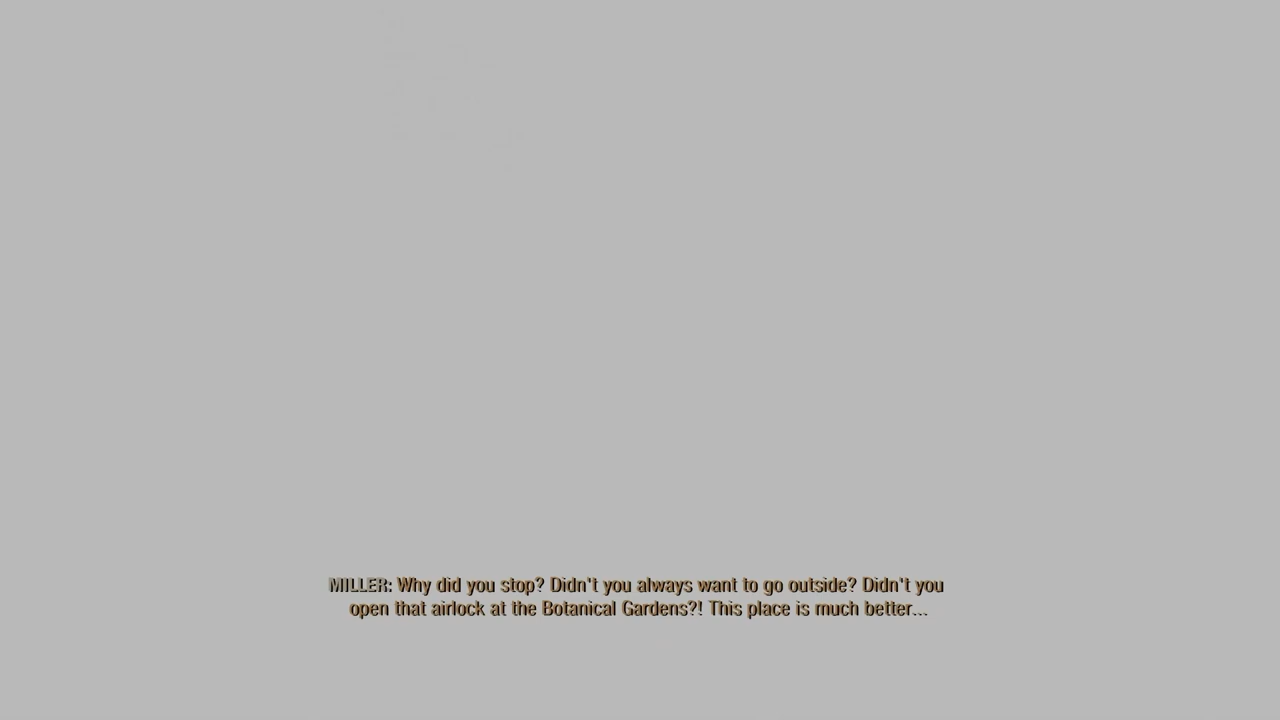 MILLER: Why did you stop? Didn't you always want to go outside? Didn't you
open that airlock at the Botanical Gardens?! This place is much better...